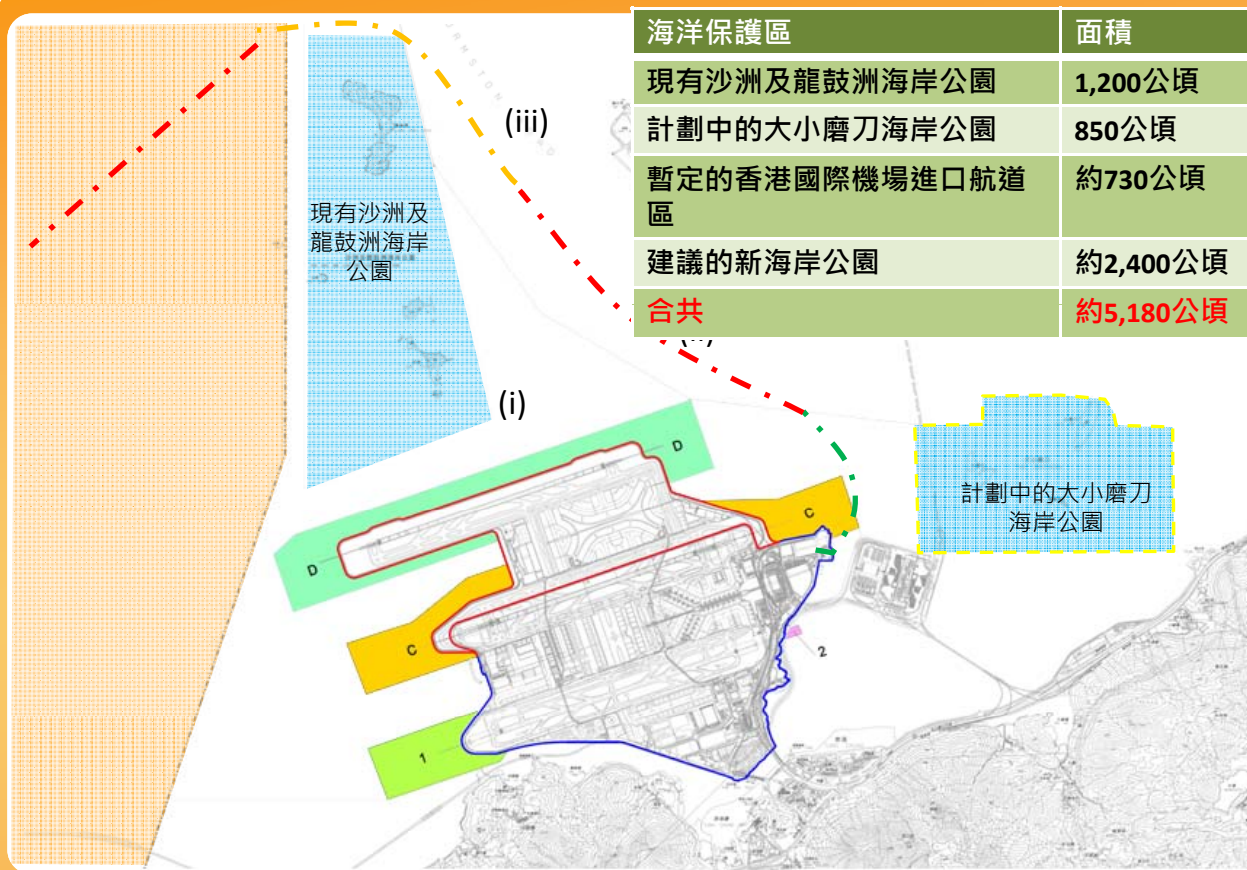 海洋保護區 面積
現有沙洲及龍鼓洲海岸公園 1,200公頃
計劃中的大小磨刀海岸公園 850公頃
暫定的香港國際機場進口航道 約730公頃
區
建議的新海岸公園 約2,400公頃
合共 約5,180公頃
(iii)
現有沙洲及
龍鼓洲海岸
公園
(i)
D
D
C
C
1
2
計劃中的大小磨刀
海岸公園